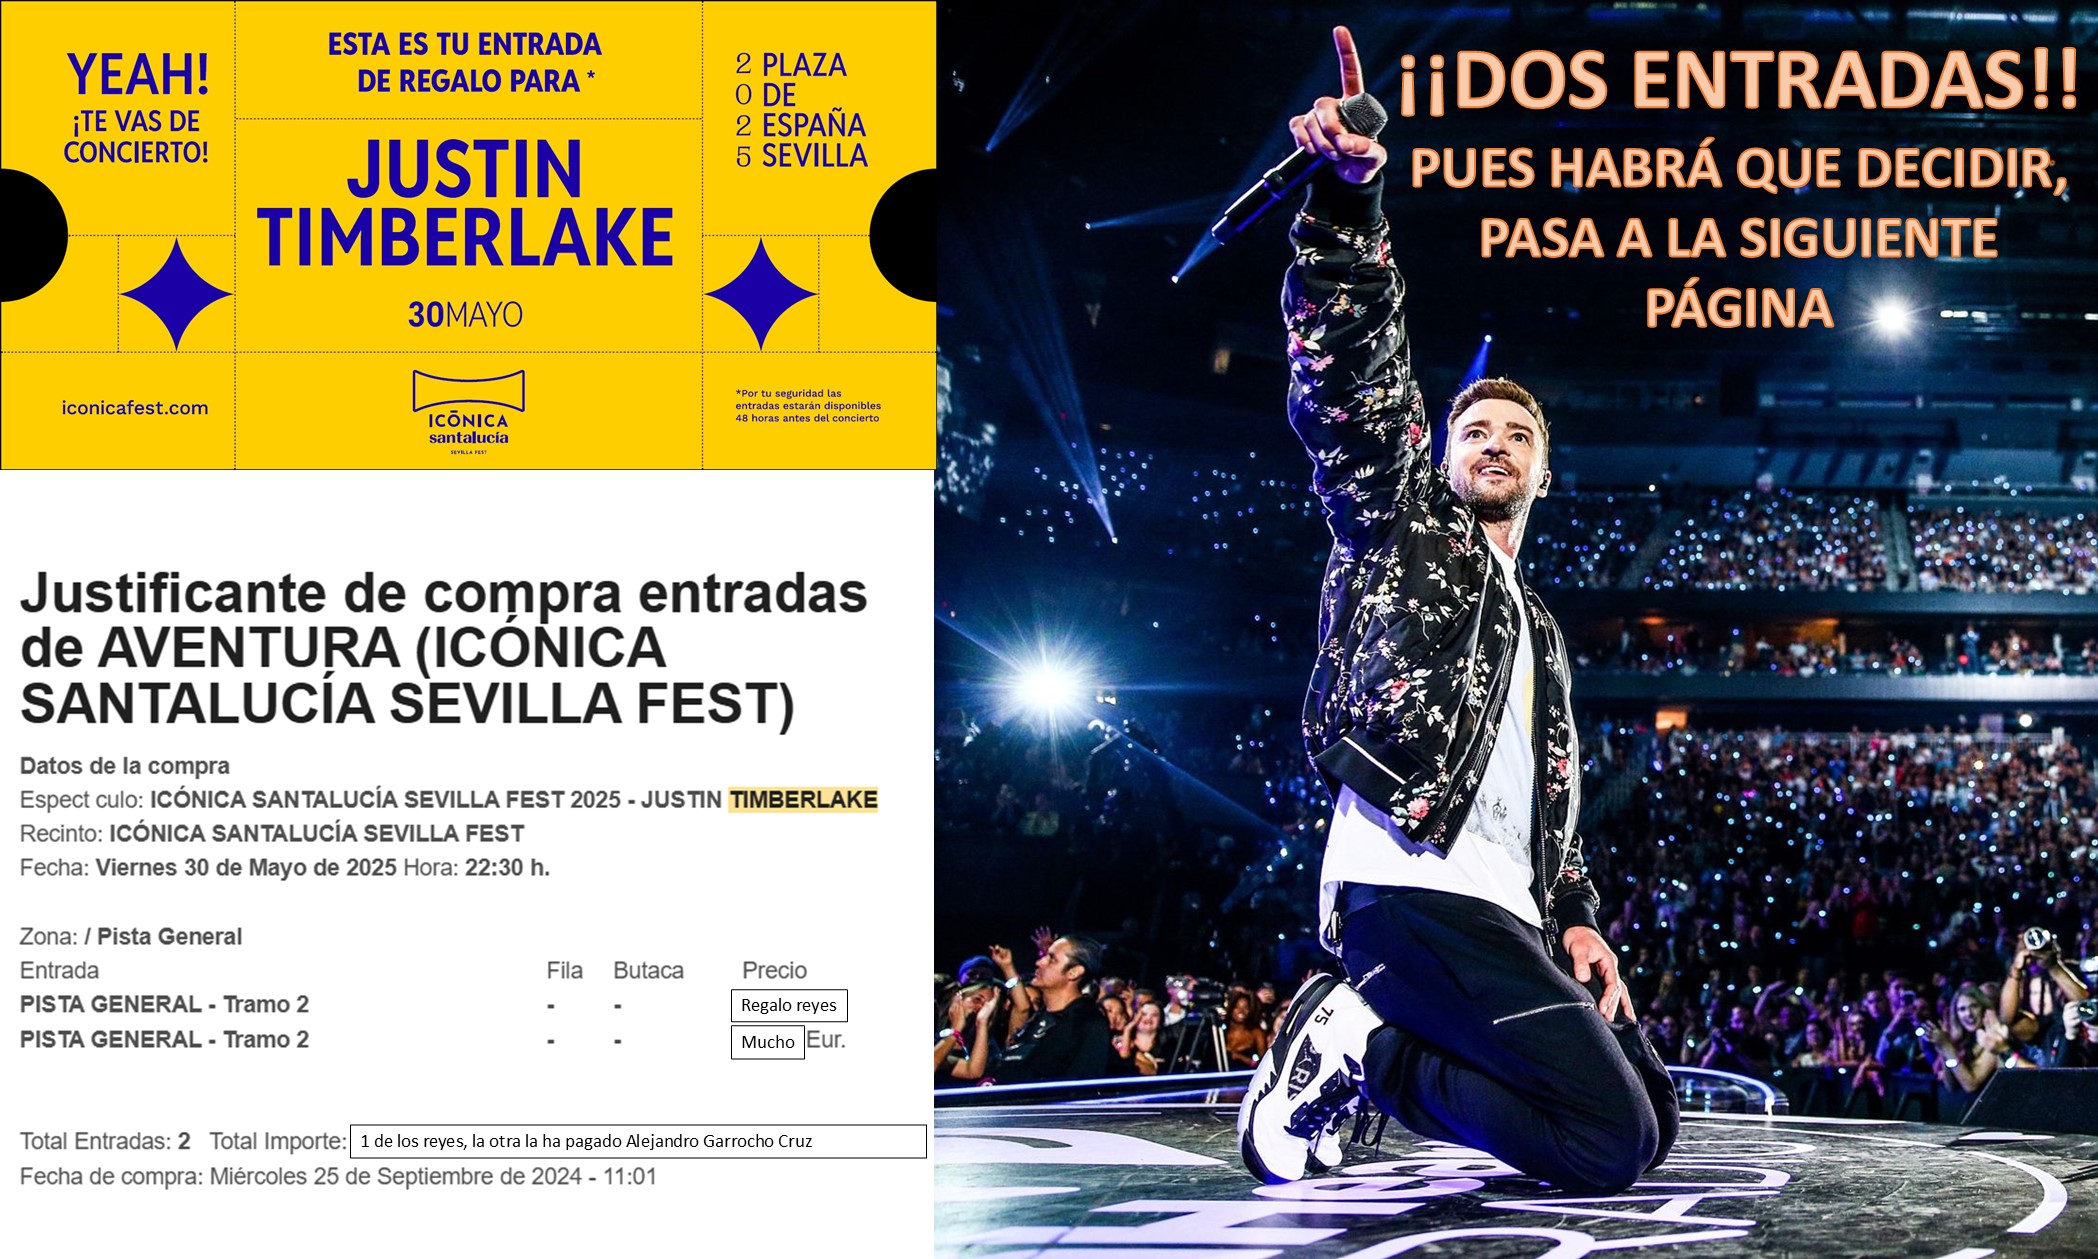 YEAH!
¡TE VAS DE
CONCIERTO!
ESTA ES TU ENTRADA
DE REGALO PARA *
JUSTIN
TIMBERLAKE
30MAYO
2 PLAZA
0 DE
2 ESPAÑA
5 SEVILLA
iconicafest.com
ICŌNICA
santalucía
SEVILLA FEST
*Por tu seguridad las
entradas estarán disponibles
48 horas antes del concierto
¡¡DOS ENTRADAS!!
PUES HABRÁ QUE DECIDIR,
PASA A LA SIGUIENTE
PÁGINA
Justificante de compra entradas
de AVENTURA (ICÓNICA
SANTALUCÍA SEVILLA FEST)
Datos de la compra
Espect culo: ICÓNICA SANTALUCÍA SEVILLA FEST 2025 - JUSTIN TIMBERLAKE
Recinto: ICÓNICA SANTALUCÍA SEVILLA FEST
Fecha: Viernes 30 de Mayo de 2025 Hora: 22:30 h.
Zona: / Pista General
Entrada Fila Butaca Precio
PISTA GENERAL - Tramo 2 - - Regalo reyes
PISTA GENERAL - Tramo 2 - - Mucho Eur.
Total Entradas: 2 Total Importe: 1 de los reyes, la otra la ha pagado Alejandro Garrocho Cruz
Fecha de compra: Miércoles 25 de Septiembre de 2024 - 11:01
75